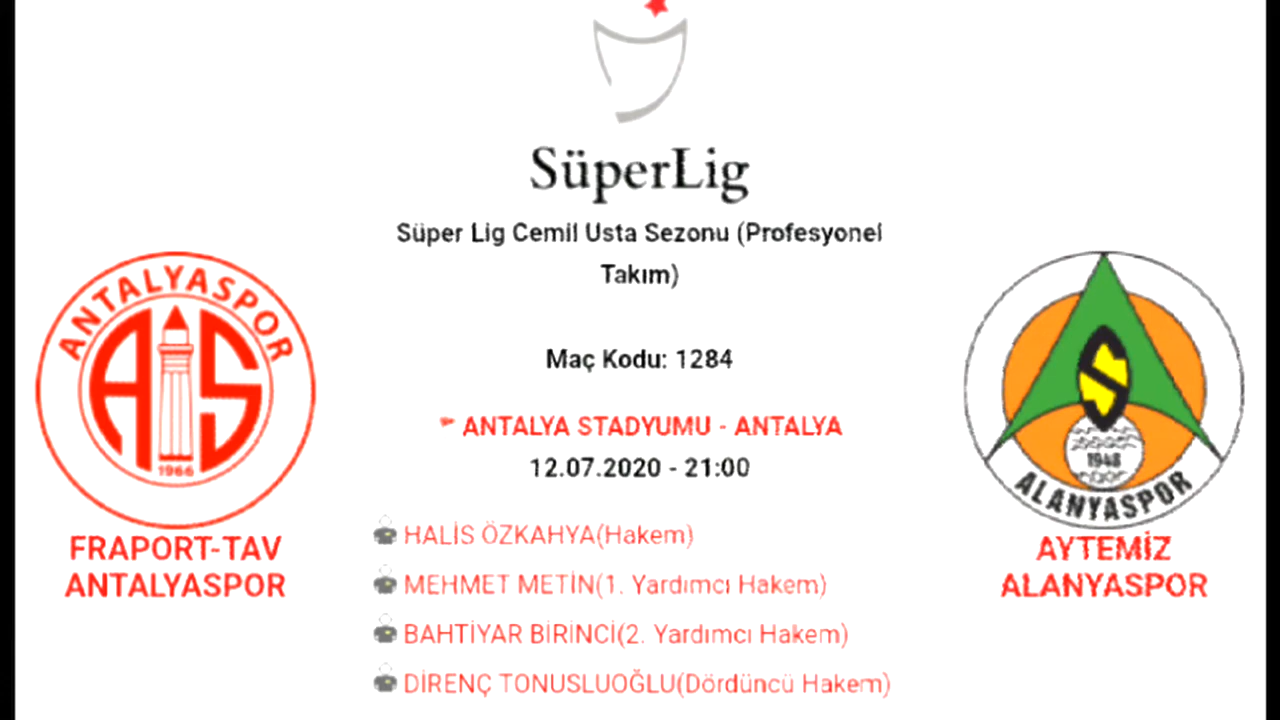 SüperLig
Süper Lig Cemil Usta Sezonu (Profesyonel
Takım)
Maç Kodu: 1284
ANTALYA STADYUMU - ANTALYA
12.07.2020 - 21:00
HALİS ÖZKAHYA(Hakem)
MEHMET METİN(1. Yardımcı Hakem)
BAHTİYAR BİRİNCİ(2. Yardımcı Hakem)
DİRENÇ TONUSLUOĞLU(Dördüncü Hakem)
ANTALYASPOR
AS
1966
FRAPORT-TAV
ANTALYASPOR
1948
ALANYASPOR
AYTEMİZ
ALANYASPOR